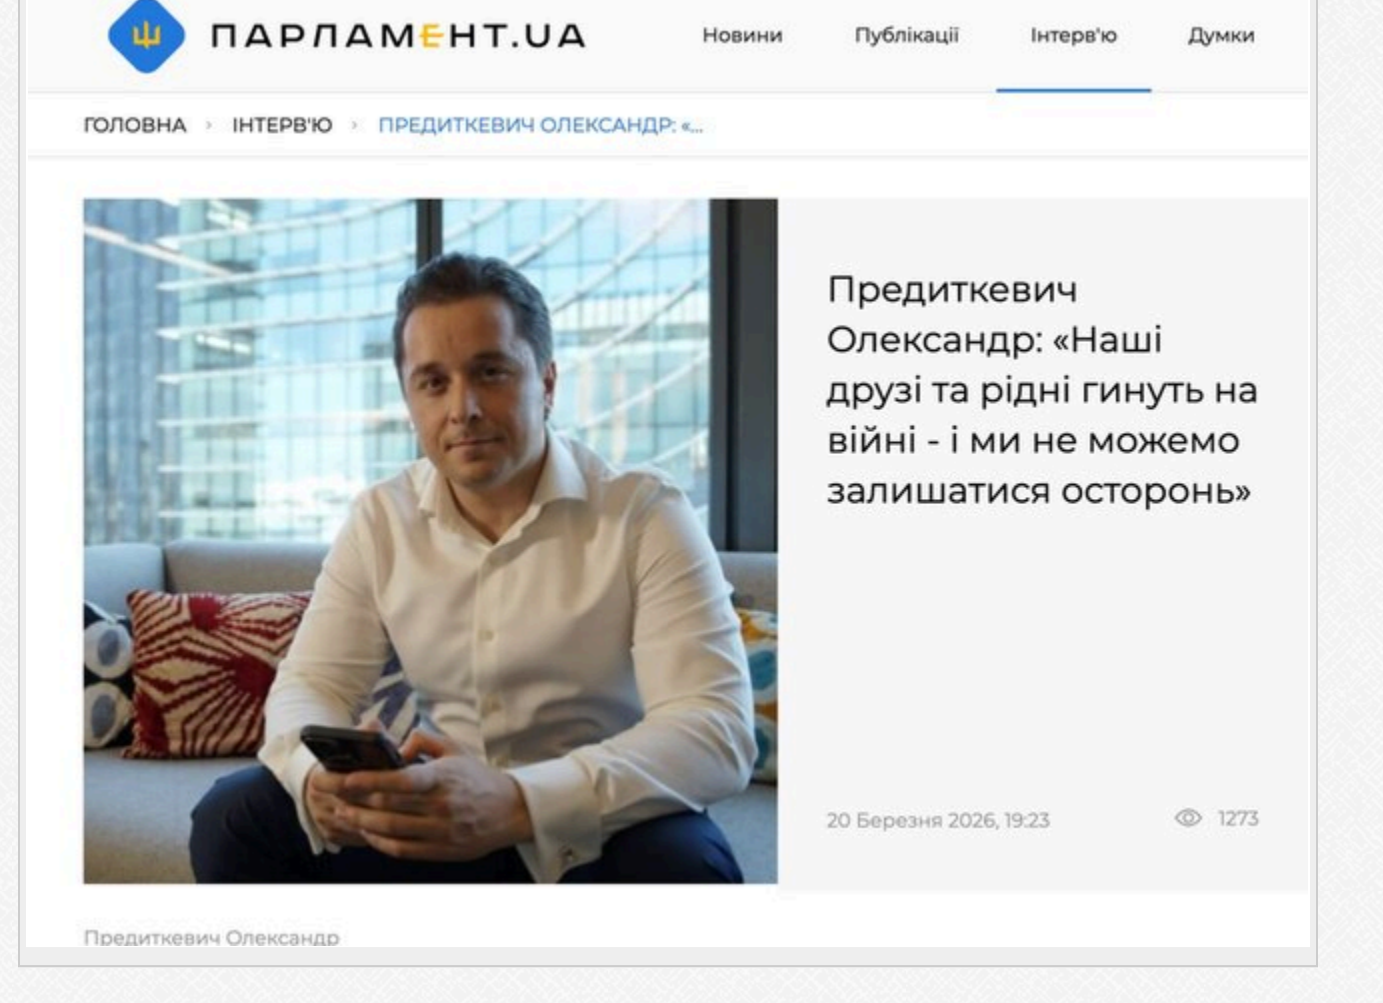 ПАРЛАМЕНТ.UA Новини Публікації Інтерв'ю Думки
ГОЛОВНА › ІНТЕРВ'Ю › ПРЕДИТКЕВИЧ ОЛЕКСАНДР: «...
Предиткевич
Олександр: «Наші
друзі та рідні гинуть на
війні - і ми не можемо
залишатися осторонь»
20 Березня 2026, 19:23 1273
Предиткевич Олександр